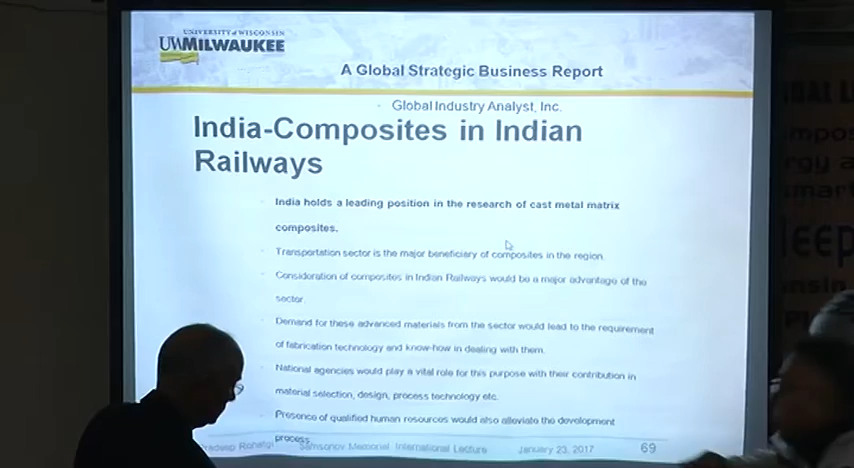 UNIVERSITY of WISCONSIN
UWMILWAUKEE
A Global Strategic Business Report
- Global Industry Analyst, Inc.
India-Composites in Indian
Railways
India holds a leading position in the research of cast metal matrix
composites.
Transportation sector is the major beneficiary of composites in the region.
Consideration of composites in Indian Railways would be a major advantage of the
sector.
Demand for these advanced materials from the sector would lead to the requirement
of fabrication technology and know-how in dealing with them.
National agencies would play a vital role for this purpose with their contribution in
material selection, design, process technology etc.
Presence of qualified human resources would also alleviate the development
process.
radeep Rohatgi Samsonov Memorial International Lecture January 23, 2017 69
mpos
rgy a
mart